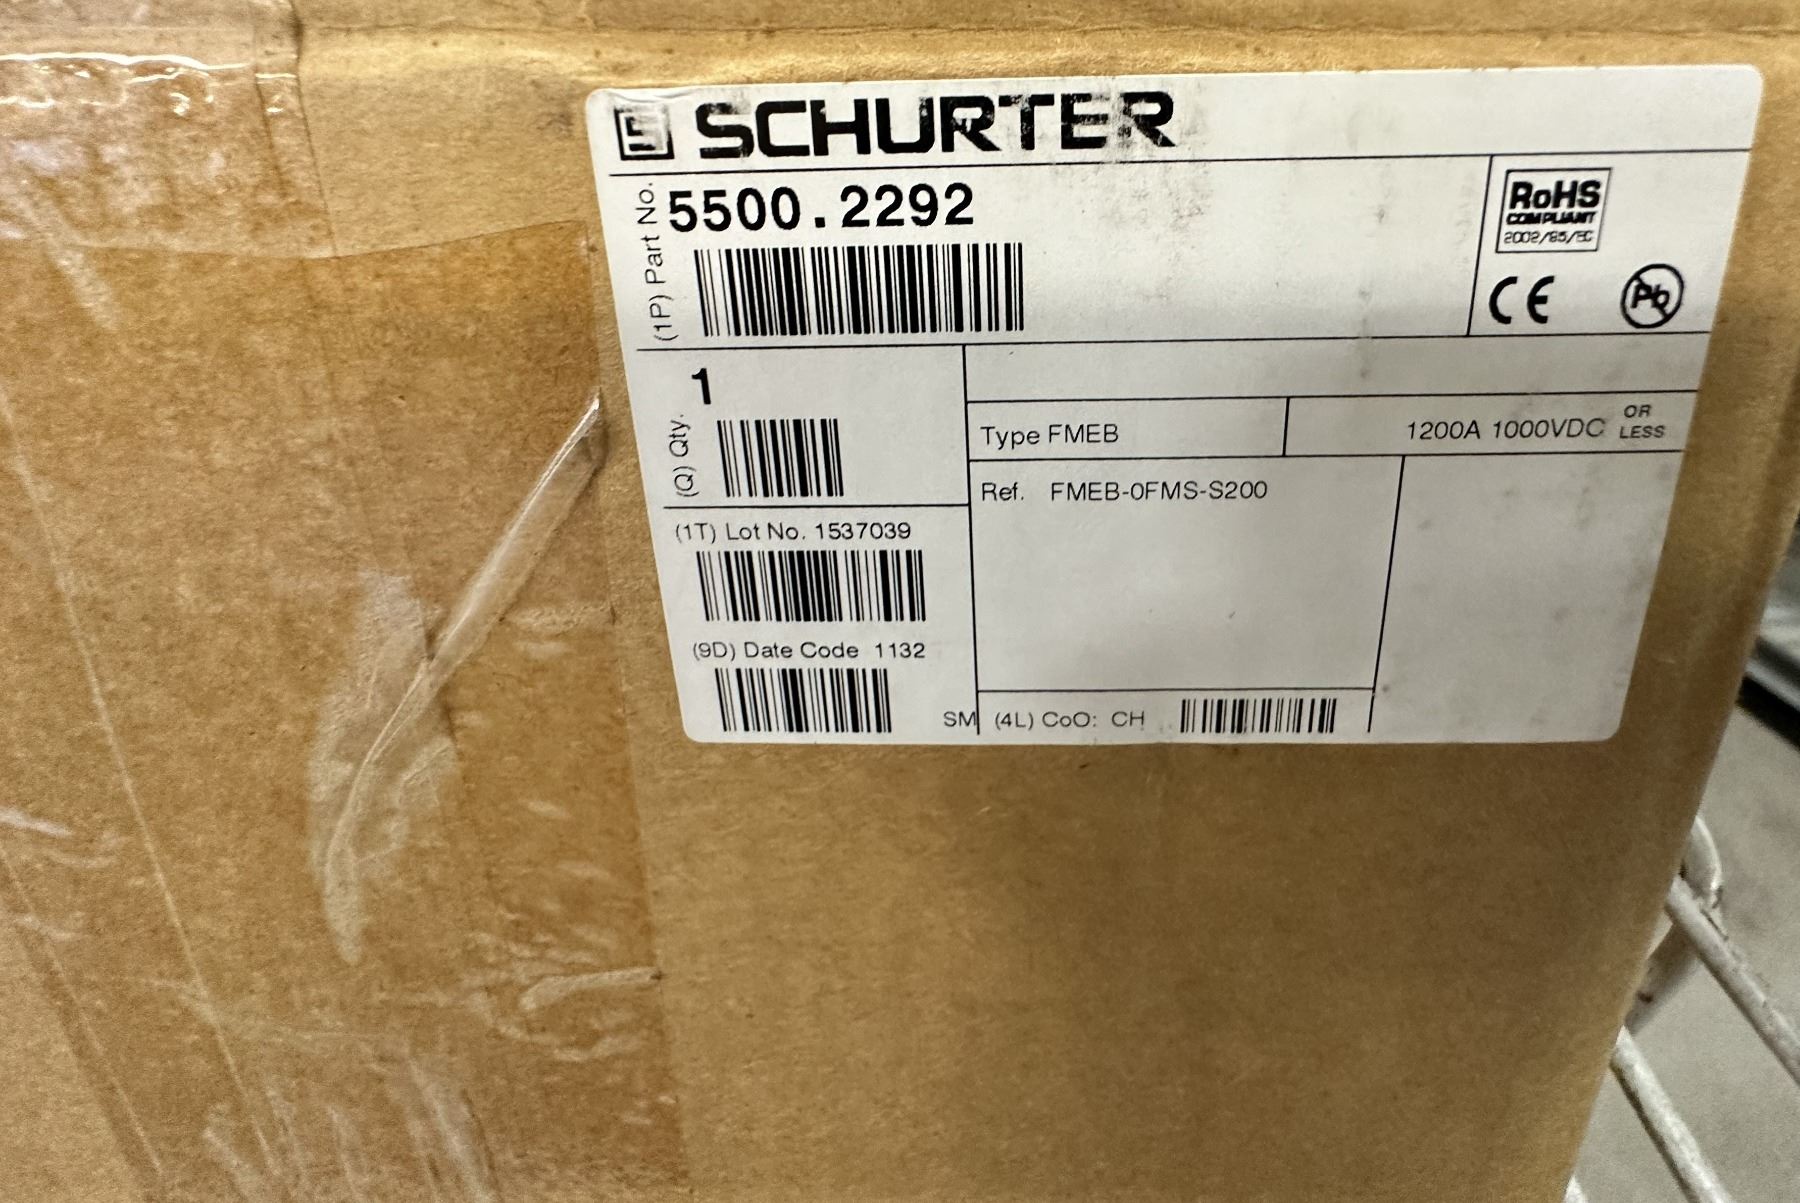 SCHURTER
(1P) Part No.
5500.2292
RoHS
COMPLIANT
2002/95/EC
CE
Pb
(Q) Qty.
1
Type FMEB
1200A 1000VDC OR LESS
Ref. FMEB-0FMS-S200
(1T) Lot No. 1537039
(9D) Date Code 1132
SM
(4L) CoO: CH